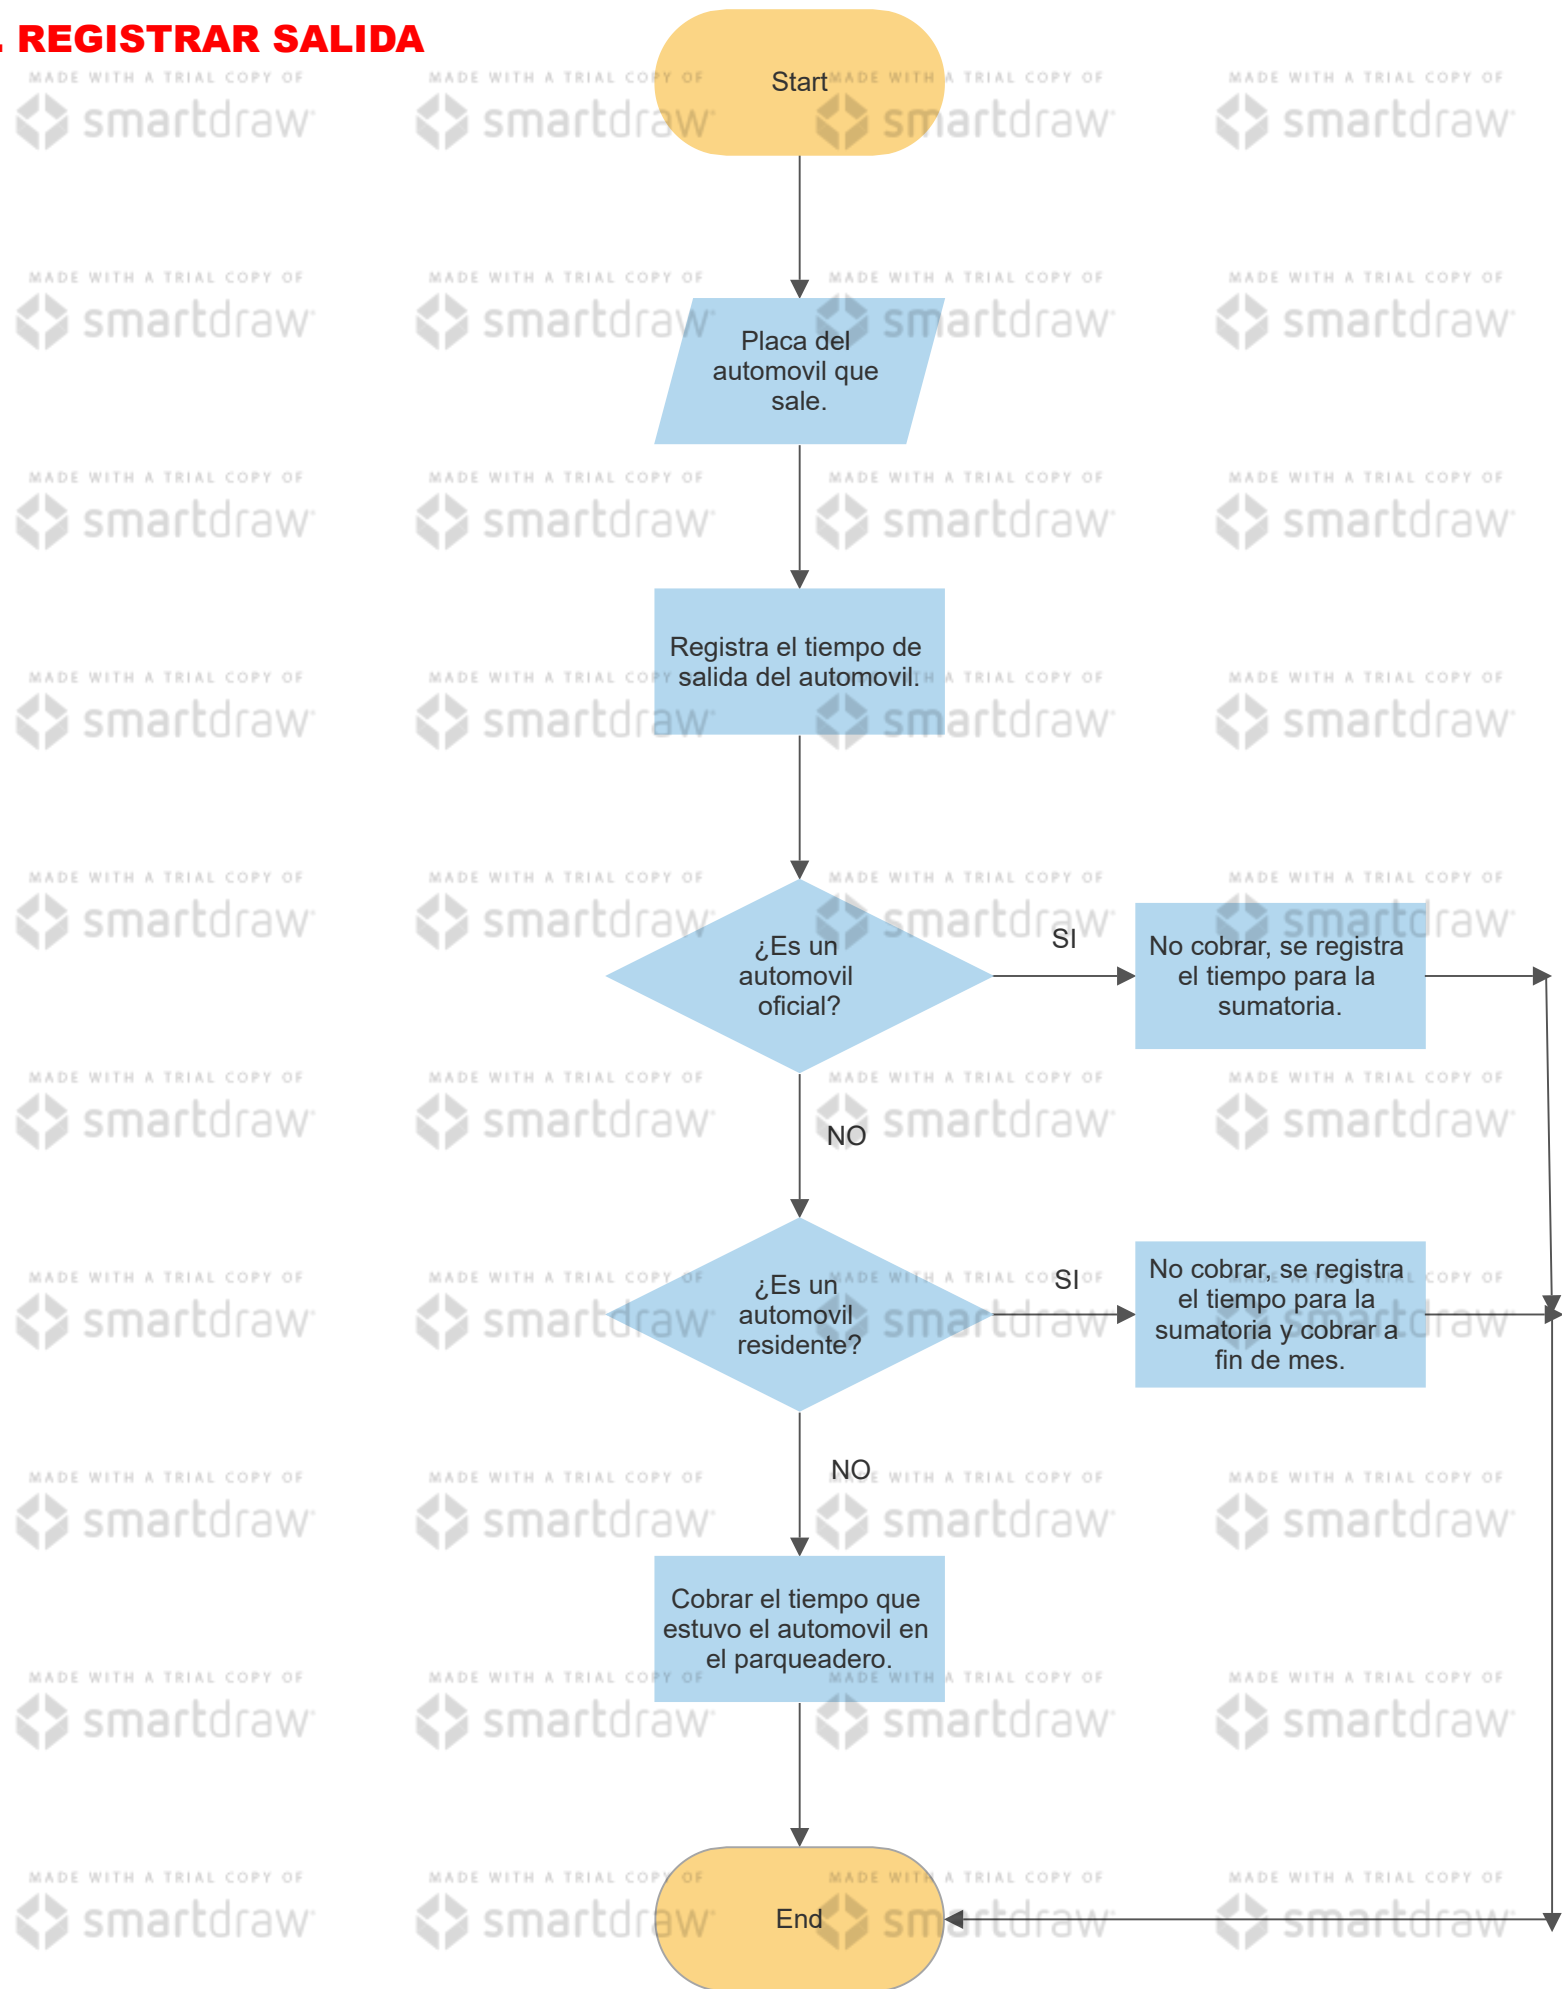 . REGISTRAR SALIDA
Start
Placa del
automovil que
sale.
Registra el tiempo de
salida del automovil.
¿Es un
automovil
oficial?
SI
No cobrar, se registra
el tiempo para la
sumatoria.
NO
¿Es un
automovil
residente?
SI
No cobrar, se registra
el tiempo para la
sumatoria y cobrar a
fin de mes.
NO
Cobrar el tiempo que
estuvo el automovil en
el parqueadero.
End
MADE WITH A TRIAL COPY OF
smartdraw